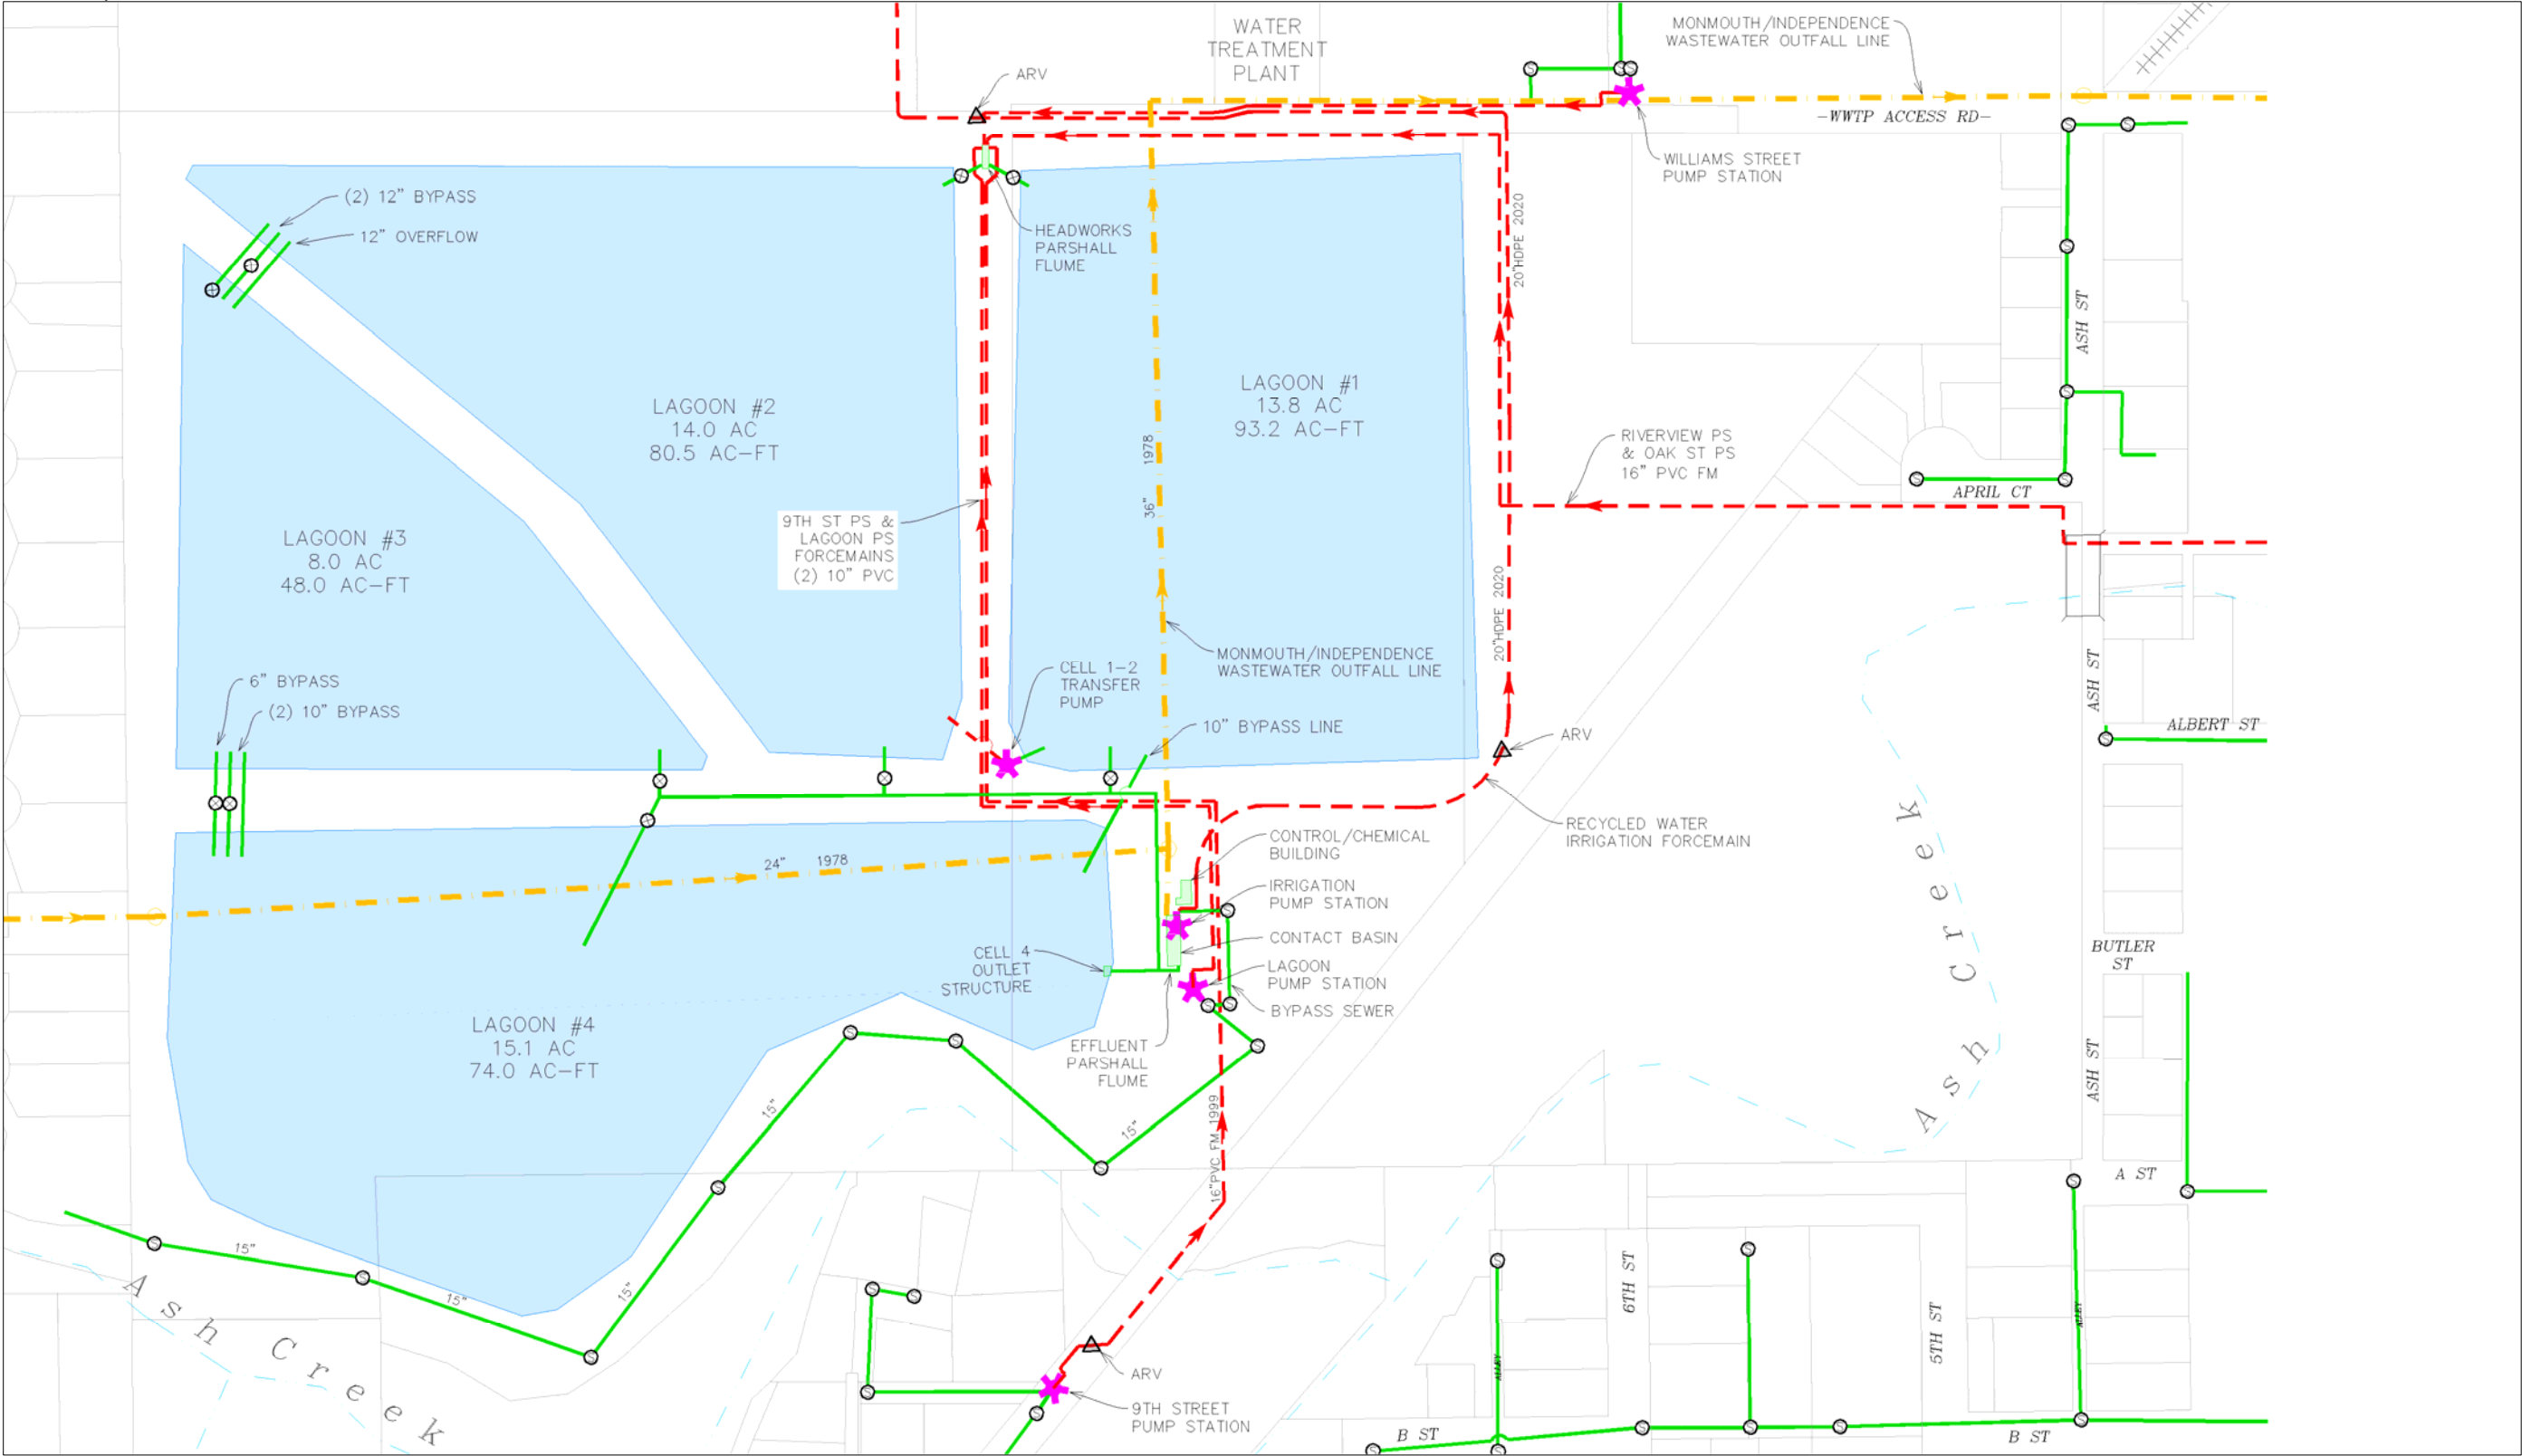 WATER
TREATMENT
PLANT
MONMOUTH/INDEPENDENCE
WASTEWATER OUTFALL LINE
ARV
-WWTP ACCESS RD-
WILLIAMS STREET
PUMP STATION
(2) 12" BYPASS
12" OVERFLOW
HEADWORKS
PARSHALL
FLUME
20"HDPE 2020
ASH ST
LAGOON #2
14.0 AC
80.5 AC-FT
LAGOON #1
13.8 AC
93.2 AC-FT
36" 1978
RIVERVIEW PS
& OAK ST PS
16" PVC FM
APRIL CT
9TH ST PS &
LAGOON PS
FORCEMAINS
(2) 10" PVC
LAGOON #3
8.0 AC
48.0 AC-FT
20"HDPE 2020
MONMOUTH/INDEPENDENCE
WASTEWATER OUTFALL LINE
CELL 1-2
TRANSFER
PUMP
ASH ST
6" BYPASS
(2) 10" BYPASS
10" BYPASS LINE
ARV
ALBERT ST
RECYCLED WATER
IRRIGATION FORCEMAIN
CONTROL/CHEMICAL
BUILDING
24" 1978
IRRIGATION
PUMP STATION
CONTACT BASIN
CELL 4
OUTLET
STRUCTURE
LAGOON
PUMP STATION
BYPASS SEWER
Ash Creek
BUTLER
ST
LAGOON #4
15.1 AC
74.0 AC-FT
EFFLUENT
PARSHALL
FLUME
ASH ST
15"
15"
16"PVC FM 1999
A ST
15"
15"
15"
Ash Creek
6TH ST
5TH ST
ALLEY
ALLEY
ARV
9TH STREET
PUMP STATION
B ST
B ST